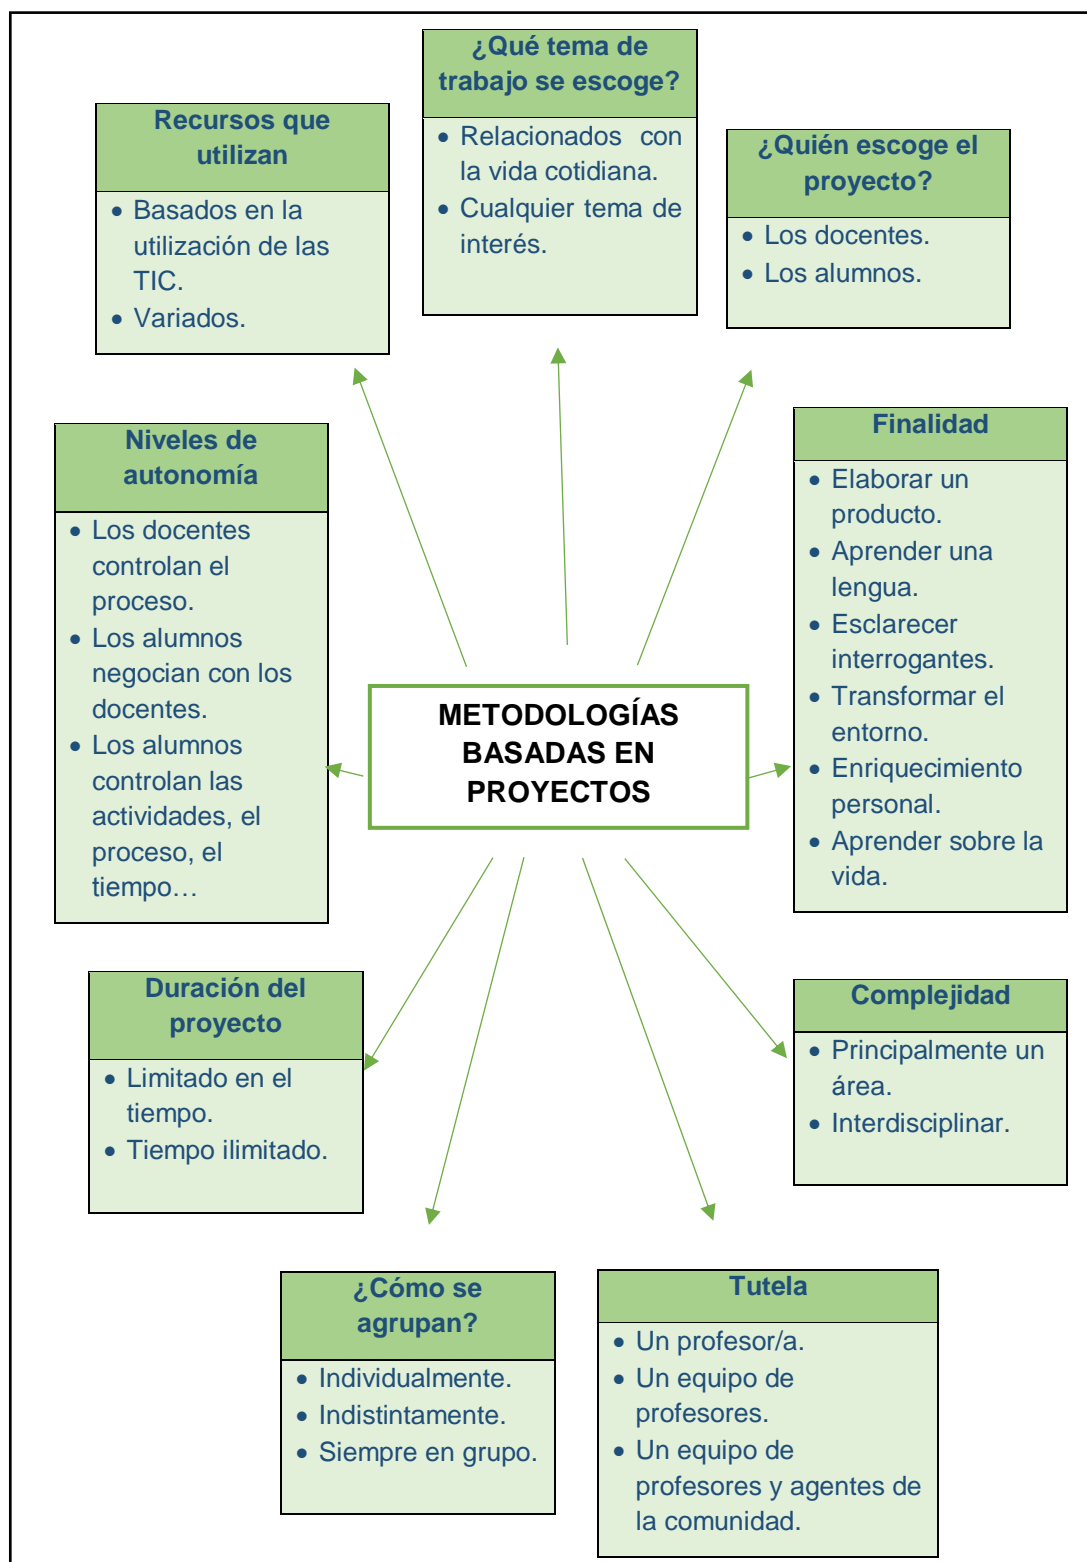 ¿Qué tema de
trabajo se escoge?
• Relacionados con
la vida cotidiana.
• Cualquier tema de
interés.
Recursos que
utilizan
• Basados en la
utilización de las
TIC.
• Variados.
¿Quién escoge el
proyecto?
• Los docentes.
• Los alumnos.
Niveles de
autonomía
• Los docentes
controlan el
proceso.
• Los alumnos
negocian con los
docentes.
• Los alumnos
controlan las
actividades, el
proceso, el
tiempo…
Finalidad
• Elaborar un
producto.
• Aprender una
lengua.
• Esclarecer
interrogantes.
• Transformar el
entorno.
• Enriquecimiento
personal.
• Aprender sobre la
vida.
METODOLOGÍAS
BASADAS EN
PROYECTOS
Duración del
proyecto
• Limitado en el
tiempo.
• Tiempo ilimitado.
Complejidad
• Principalmente un
área.
• Interdisciplinar.
¿Cómo se
agrupan?
• Individualmente.
• Indistintamente.
• Siempre en grupo.
Tutela
• Un profesor/a.
• Un equipo de
profesores.
• Un equipo de
profesores y agentes de
la comunidad.